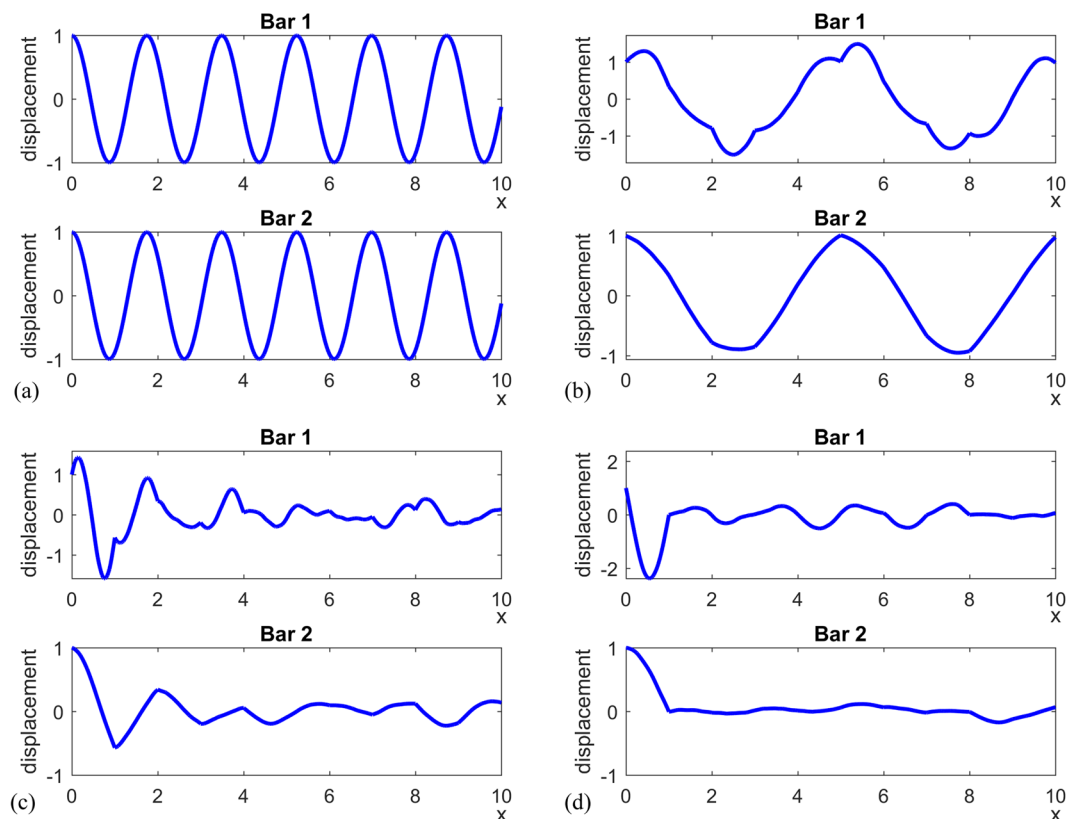 Bar 1
displacement
1
0
-1
0 2 4 6 8 10
x
Bar 2
displacement
1
0
-1
0 2 4 6 8 10
x
(a)
Bar 1
displacement
1
0
-1
0 2 4 6 8 10
x
Bar 2
displacement
1
0
-1
0 2 4 6 8 10
x
(b)
Bar 1
displacement
1
0
-1
0 2 4 6 8 10
x
Bar 2
displacement
1
0
-1
0 2 4 6 8 10
x
(c)
Bar 1
displacement
2
0
-2
0 2 4 6 8 10
x
Bar 2
displacement
1
0
-1
0 2 4 6 8 10
x
(d)